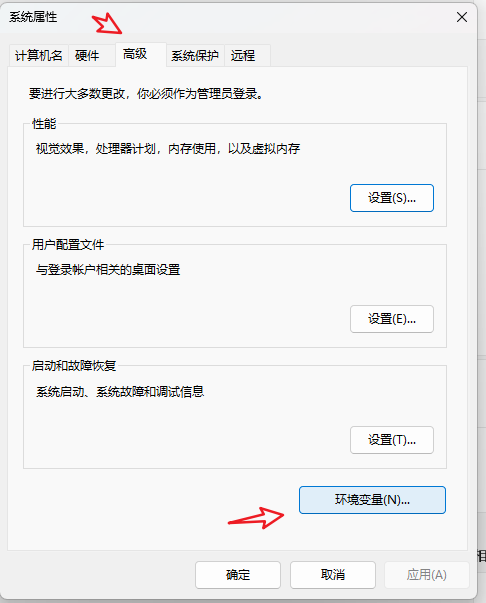 系统属性
计算机名 硬件 高级 系统保护 远程
要进行大多数更改，你必须作为管理员登录。
性能
视觉效果，处理器计划，内存使用，以及虚拟内存
设置(S)...
用户配置文件
与登录帐户相关的桌面设置
设置(E)...
启动和故障恢复
系统启动、系统故障和调试信息
设置(T)...
环境变量(N)...
确定 取消 应用(A)